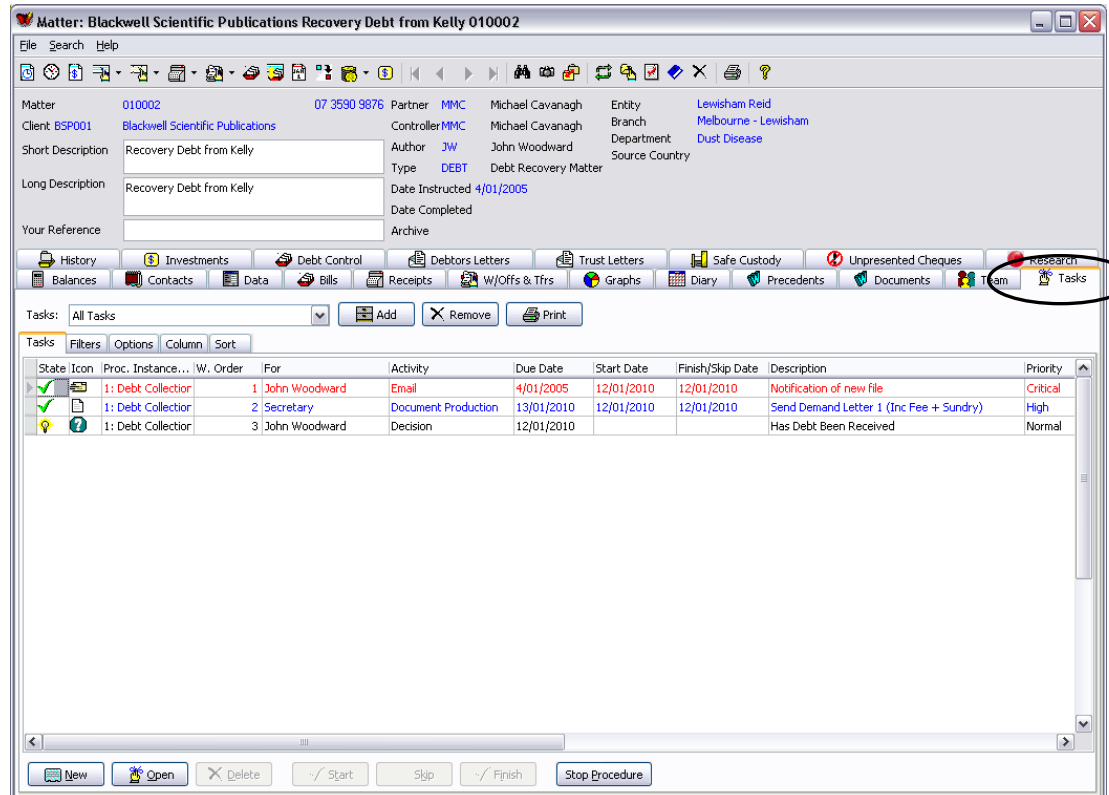 Matter: Blackwell Scientific Publications Recovery Debt from Kelly 010002
File Search Help
Matter 010002 07 3590 9876 Partner MMC Michael Cavanagh Entity Lewisham Reid
Client BSP001 Blackwell Scientific Publications Controller MMC Michael Cavanagh Branch Melbourne - Lewisham
Short Description Recovery Debt from Kelly Author JW John Woodward Department Dust Disease
Source Country
Type DEBT Debt Recovery Matter
Long Description Recovery Debt from Kelly Date Instructed 4/01/2005
Date Completed
Your Reference Archive
History Investments Debt Control Debtors Letters Trust Letters Safe Custody Unpresented Cheques Research
Balances Contacts Data Bills Receipts W/Offs & Tfrs Graphs Diary Precedents Documents Team Tasks
Tasks: All Tasks Add Remove Print
Tasks Filters Options Column Sort
State Icon Proc. Instance... W. Order For Activity Due Date Start Date Finish/Skip Date Description Priority
1: Debt Collection 1 John Woodward Email 4/01/2005 12/01/2010 12/01/2010 Notification of new file Critical
1: Debt Collection 2 Secretary Document Production 13/01/2010 12/01/2010 12/01/2010 Send Demand Letter 1 (Inc Fee + Sundry) High
1: Debt Collection 3 John Woodward Decision 12/01/2010 Has Debt Been Received Normal
New Open Delete Start Skip Finish Stop Procedure